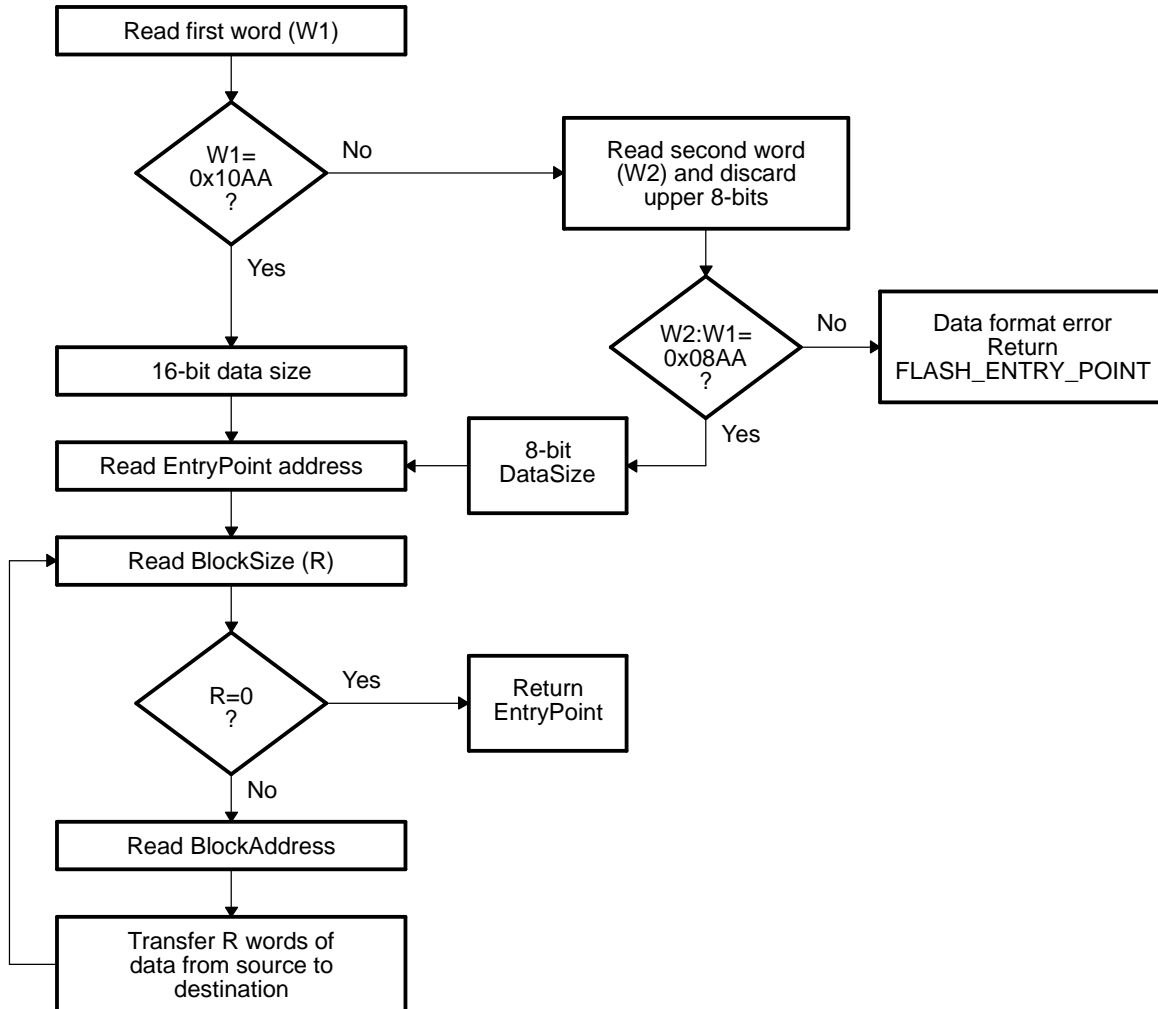 Read first word (W1)
W1=
0x10AA
?
No
Read second word
(W2) and discard
upper 8-bits
Yes
W2:W1=
0x08AA
?
No
Data format error
Return
FLASH_ENTRY_POINT
16-bit data size
Yes
8-bit
DataSize
Read EntryPoint address
Read BlockSize (R)
R=0
?
Yes
Return
EntryPoint
No
Read BlockAddress
Transfer R words of
data from source to
destination